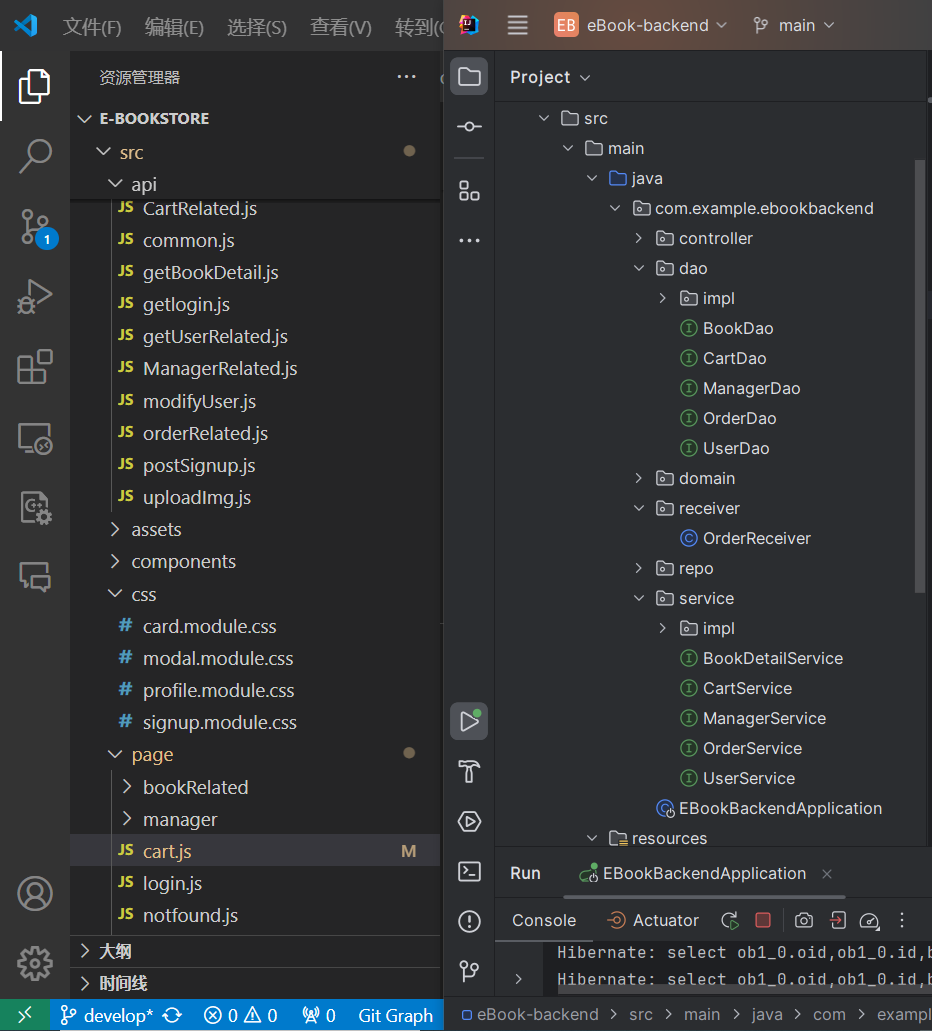 文件(F) 编辑(E) 选择(S) 查看(V) 转到(
资源管理器
E-BOOKSTORE
src
api
JS CartRelated.js
JS common.js
JS getBookDetail.js
JS getlogin.js
JS getUserRelated.js
JS ManagerRelated.js
JS modifyUser.js
JS orderRelated.js
JS postSignup.js
JS uploadImg.js
assets
components
css
# card.module.css
# modal.module.css
# profile.module.css
# signup.module.css
page
bookRelated
manager
JS cart.js M
JS login.js
JS notfound.js
大纲
时间线
1
develop* 0 0 0 Git Graph
EB eBook-backend main
Project
src
main
java
com.example.ebookbackend
controller
dao
impl
I BookDao
I CartDao
I ManagerDao
I OrderDao
I UserDao
domain
receiver
C OrderReceiver
repo
service
impl
I BookDetailService
I CartService
I ManagerService
I OrderService
I UserService
EBookBackendApplication
resources
Run EBookBackendApplication
Console Actuator
Hibernate: select ob1_0.oid,ob1_0.id,b
Hibernate: select ob1_0.oid,ob1_0.id,b
eBook-backend > src > main > java > com > exampl